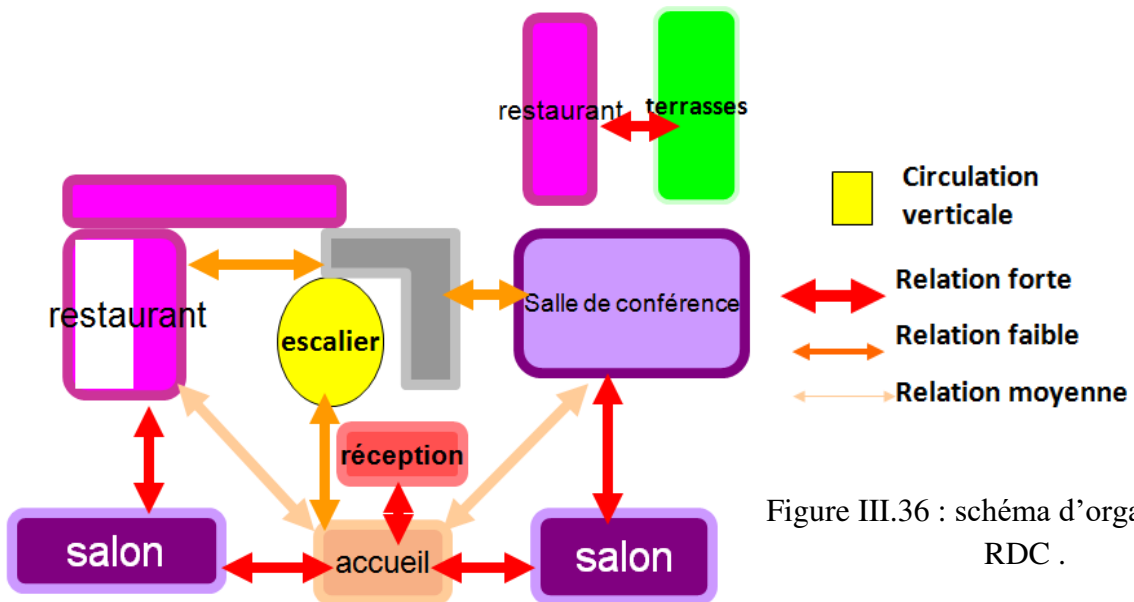 restaurant
terrasses
restaurant
escalier
Salle de conférence
réception
salon
accueil
salon
Circulation
verticale
Relation forte
Relation faible
Relation moyenne
Figure III.36 : schéma d’orga
RDC .